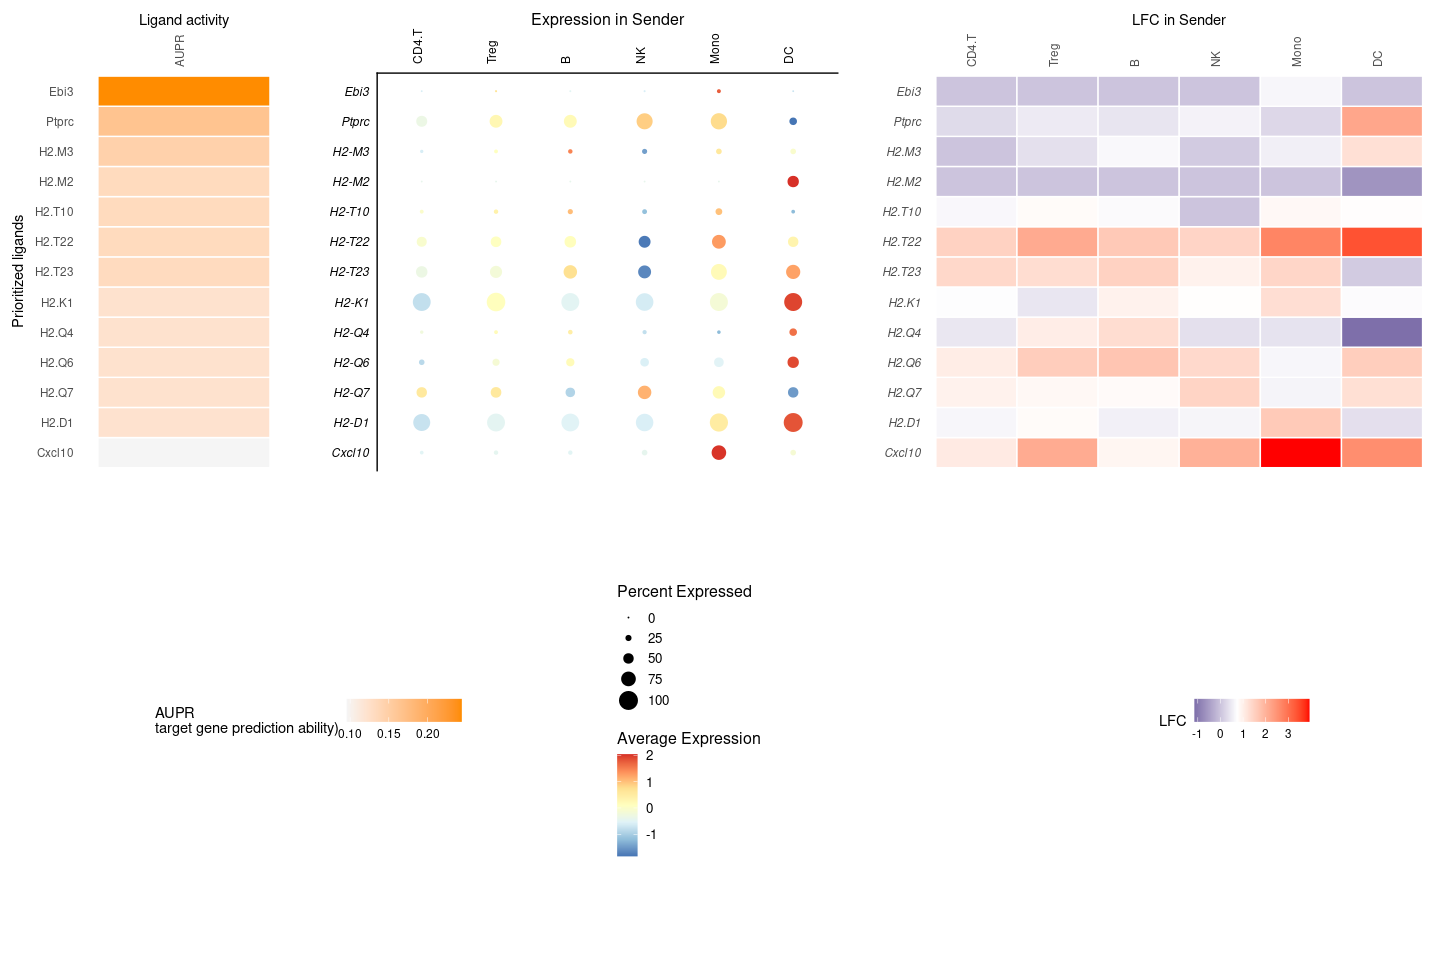 Ligand activity
AUPR
Prioritized ligands
Ebi3
Ptprc
H2.M3
H2.M2
H2.T10
H2.T22
H2.T23
H2.K1
H2.Q4
H2.Q6
H2.Q7
H2.D1
Cxcl10
Expression in Sender
CD4.T
Treg
B
NK
Mono
DC
Ebi3
Ptprc
H2-M3
H2-M2
H2-T10
H2-T22
H2-T23
H2-K1
H2-Q4
H2-Q6
H2-Q7
H2-D1
Cxcl10
LFC in Sender
CD4.T
Treg
B
NK
Mono
DC
Ebi3
Ptprc
H2.M3
H2.M2
H2.T10
H2.T22
H2.T23
H2.K1
H2.Q4
H2.Q6
H2.Q7
H2.D1
Cxcl10
AUPR
target gene prediction ability)
0.10 0.15 0.20
Percent Expressed
0
25
50
75
100
Average Expression
2
1
0
-1
LFC
-1 0 1 2 3